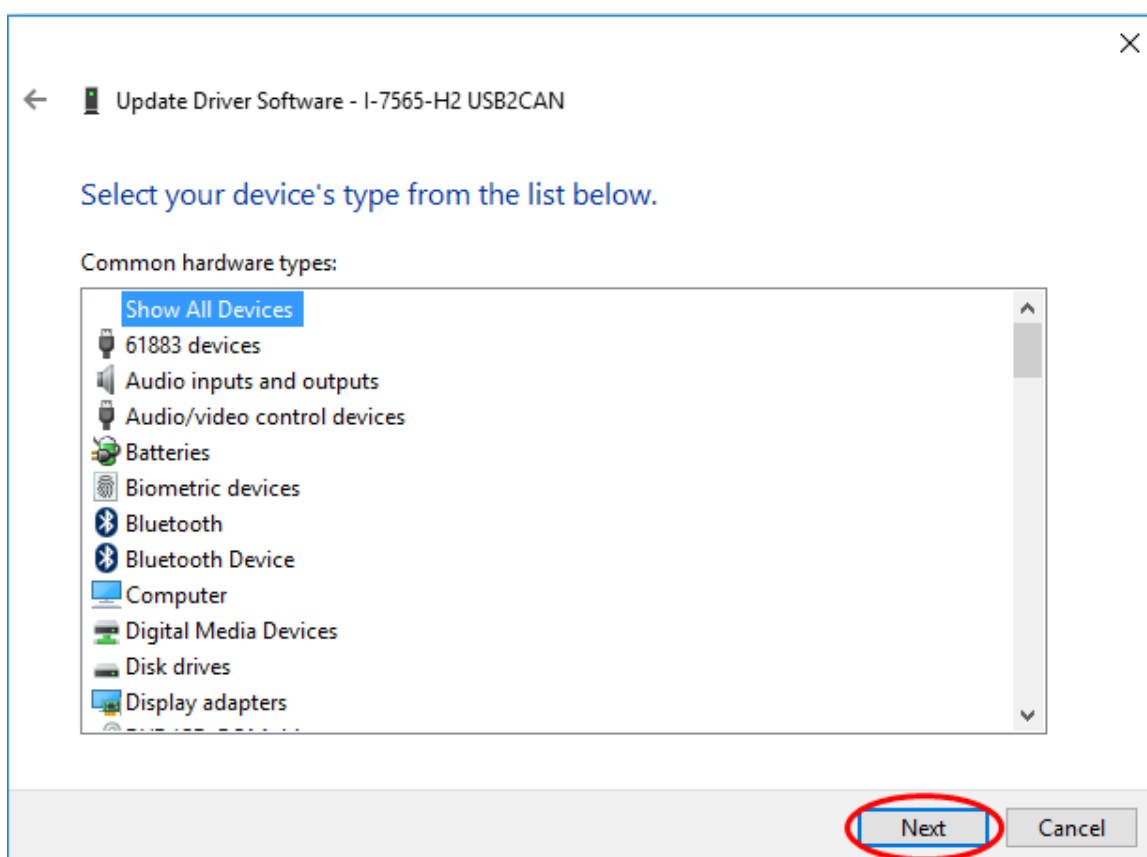 Update Driver Software - I-7565-H2 USB2CAN
Select your device's type from the list below.
Common hardware types:
Show All Devices
61883 devices
Audio inputs and outputs
Audio/video control devices
Batteries
Biometric devices
Bluetooth
Bluetooth Device
Computer
Digital Media Devices
Disk drives
Display adapters
Next
Cancel